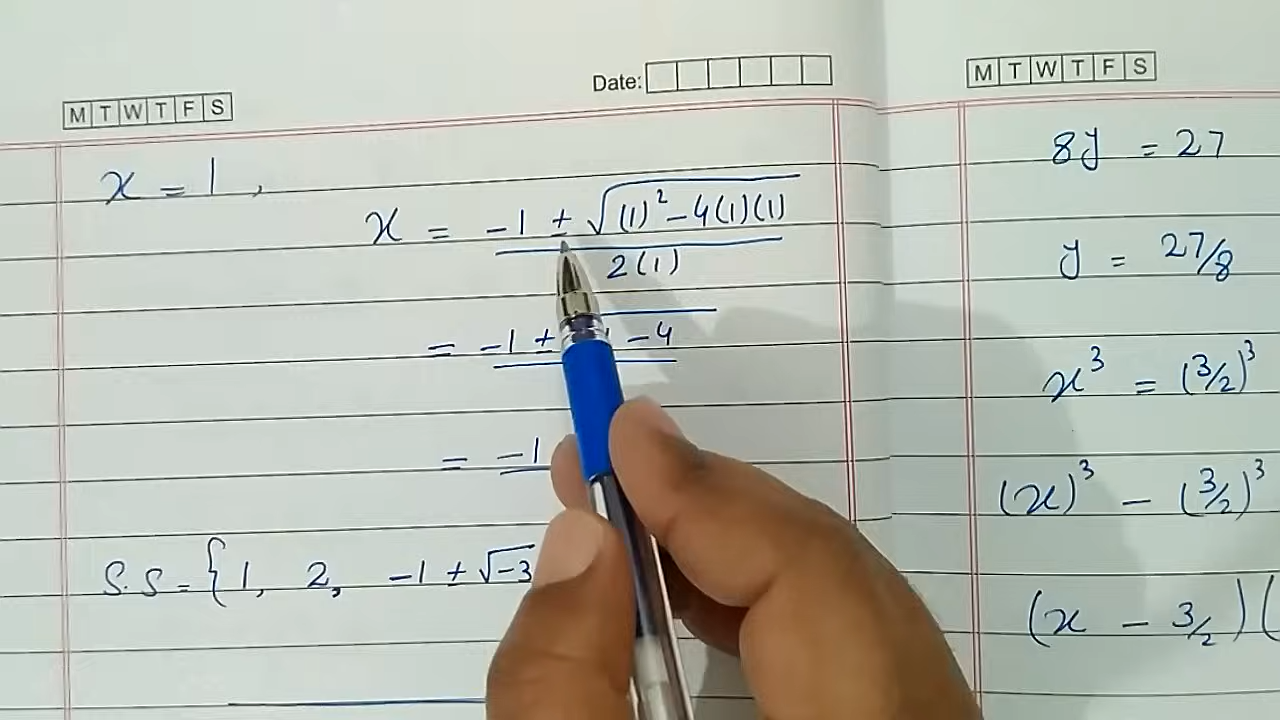 M T W T F S
Date:
x = 1,
x = -1 ± √(1)² - 4(1)(1)
2(1)
= -1 ± - 4
= -1
S.S = { 1, 2, -1 ± √-3
M T W T F S
8y = 27
y = 27/8
x³ = (3/2)³
(x)³ - (3/2)³
(x - 3/2)(